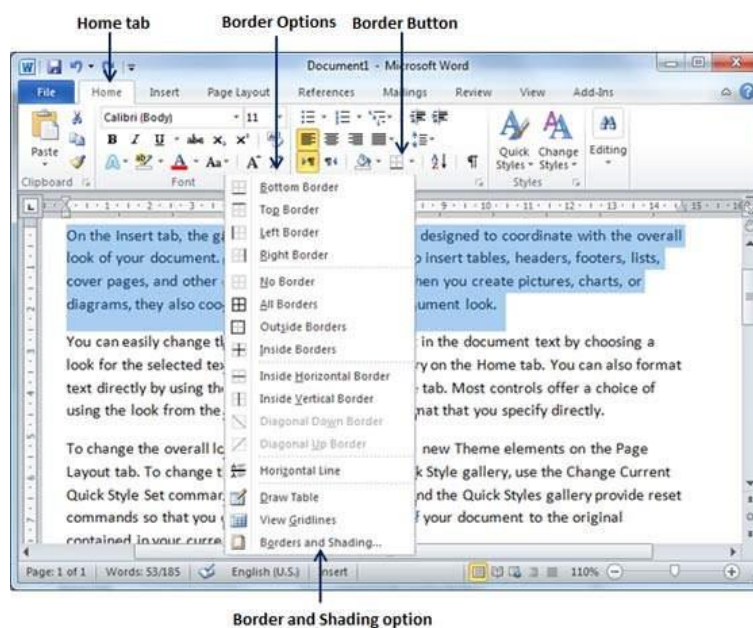 Home tab
Border Options
Border Button
Document1 - Microsoft Word
File Home Insert Page Layout References Mailings Review View Add-Ins
Calibri (Body) 11
Paste
Quick Styles Change Styles Editing
Clipboard Font Styles
Bottom Border
Top Border
Left Border
Right Border
No Border
All Borders
Outside Borders
Inside Borders
Inside Horizontal Border
Inside Vertical Border
Diagonal Down Border
Diagonal Up Border
Horizontal Line
Draw Table
View Gridlines
Borders and Shading...
On the Insert tab, the designed to coordinate with the overall
look of your document. insert tables, headers, footers, lists,
cover pages, and other when you create pictures, charts, or
diagrams, they also look.
You can easily change in the document text by choosing a
look for the selected on the Home tab. You can also format
text directly by using tab. Most controls offer a choice of
using the look from the that you specify directly.
To change the overall new Theme elements on the Page
Layout tab. To change Style gallery, use the Change Current
Quick Style Set and the Quick Styles gallery provide reset
commands so that you of your document to the original
contained in your
Page: 1 of 1 Words: 53/185 English (U.S.) Insert 110%
Border and Shading option